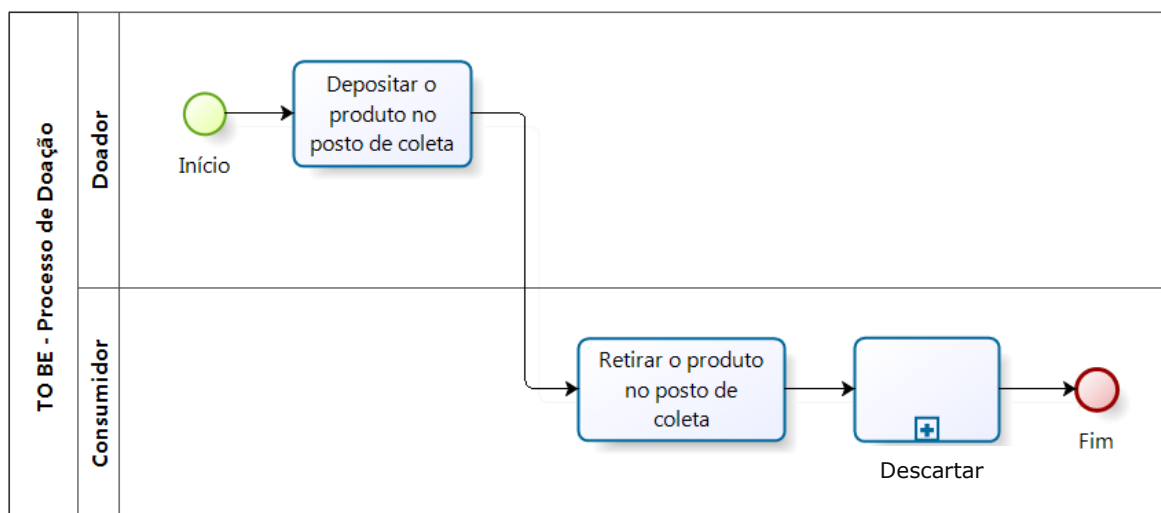 TO BE - Processo de Doação
Doador
Início
Depositar o
produto no
posto de coleta
Consumidor
Retirar o produto
no posto de
coleta
Descartar
Fim